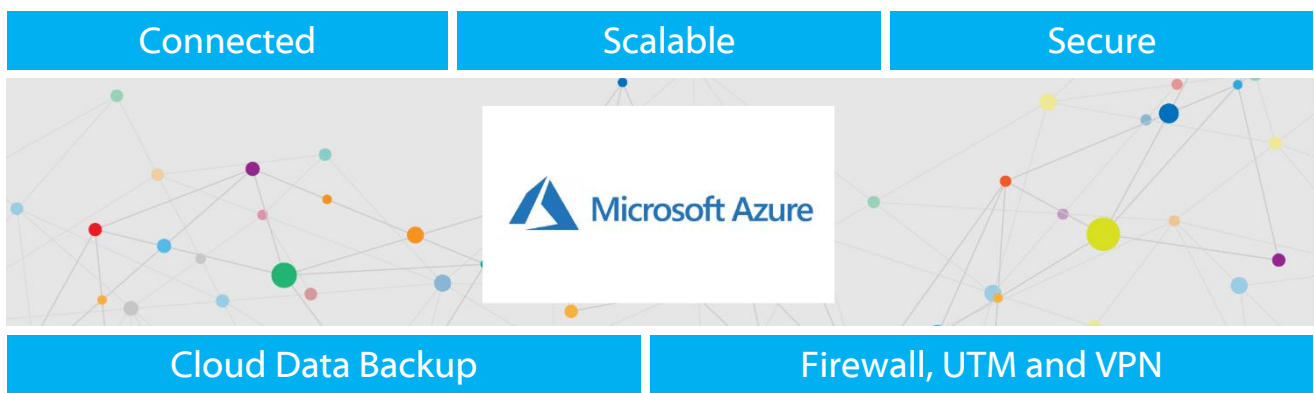 Connected
Scalable
Secure
Microsoft Azure
Cloud Data Backup
Firewall, UTM and VPN